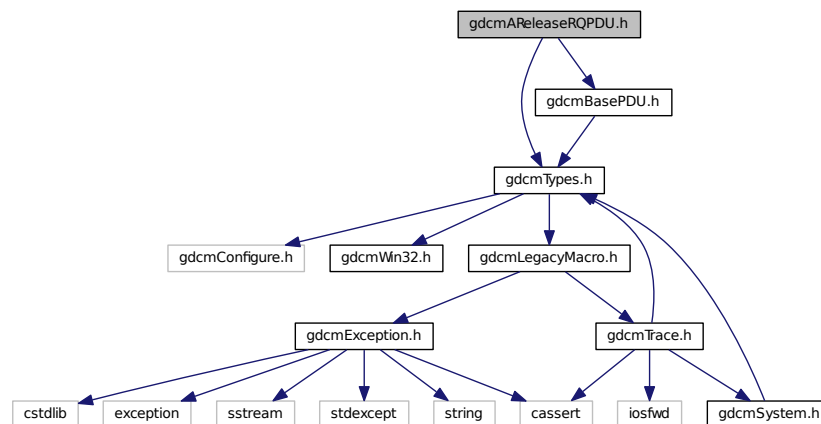 gdcmAReleaseRQPDU.h
gdcmBasePDU.h
gdcmTypes.h
gdcmConfigure.h
gdcmWin32.h
gdcmLegacyMacro.h
gdcmException.h
gdcmTrace.h
cstdlib
exception
sstream
stdexcept
string
cassert
iosfwd
gdcmSystem.h